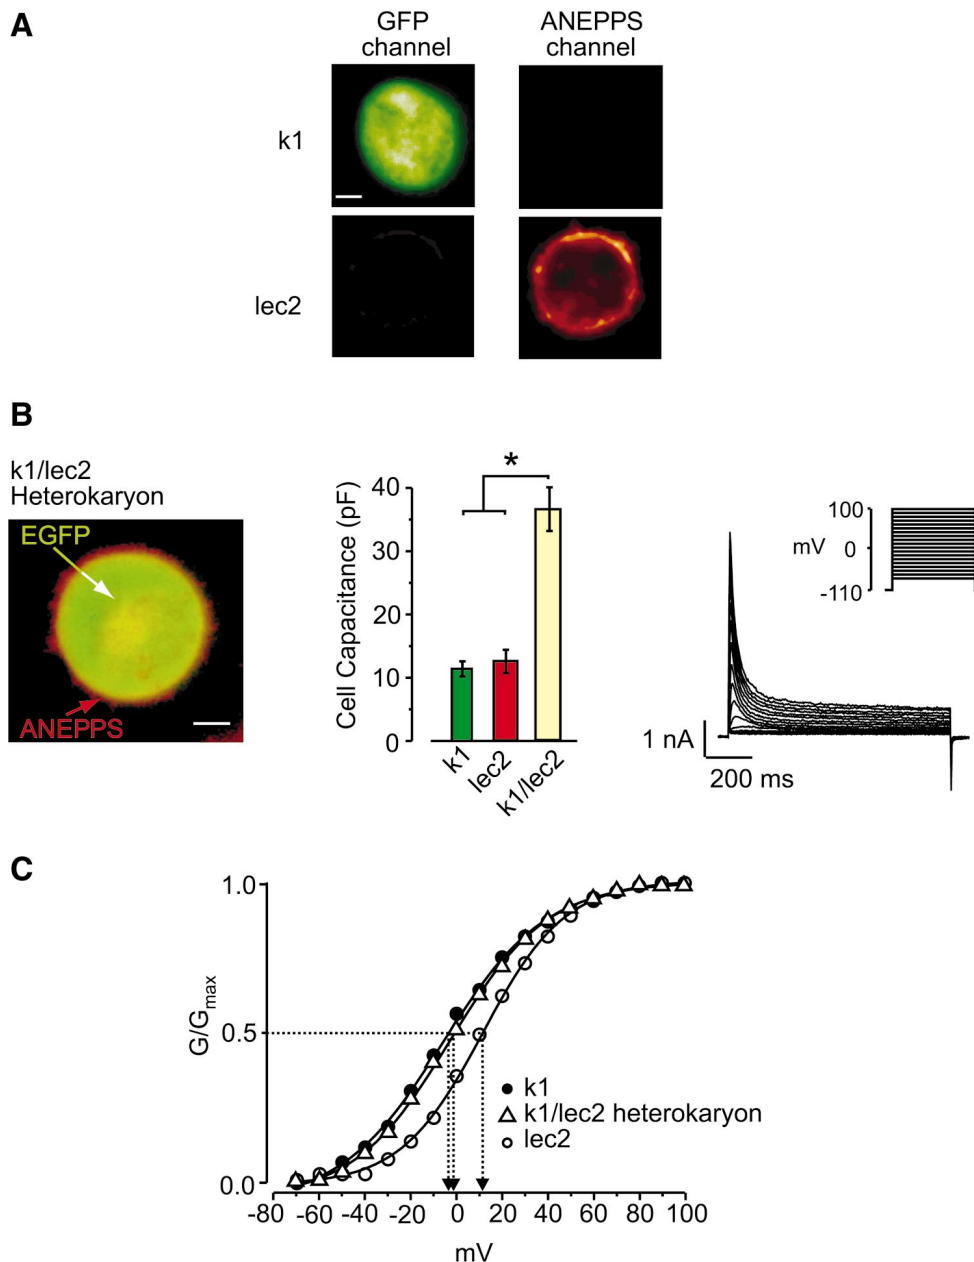 A
GFP
channel
ANEPPS
channel
k1
lec2
B
k1/lec2
Heterokaryon
EGFP
ANEPPS
Cell Capacitance (pF)
40
30
20
10
0
*
k1
lec2
k1/lec2
100
mV 0
-110
1 nA
200 ms
C
G/Gmax
1.0
0.5
0.0
k1
k1/lec2 heterokaryon
lec2
-80 -60 -40 -20 0 20 40 60 80 100
mV